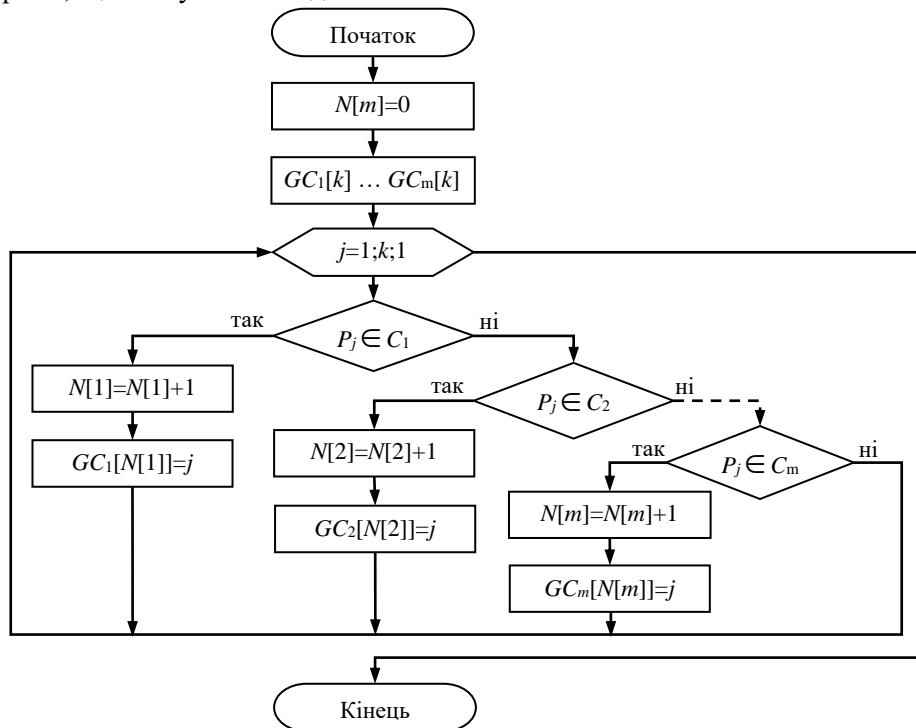 Початок
N[m]=0
GC₁[k] … GCₘ[k]
j=1;k;1
так
Pⱼ ∈ C₁
ні
N[1]=N[1]+1
так
Pⱼ ∈ C₂
ні
GC₁[N[1]]=j
N[2]=N[2]+1
так
Pⱼ ∈ Cₘ
ні
GC₂[N[2]]=j
N[m]=N[m]+1
GCₘ[N[m]]=j
Кінець